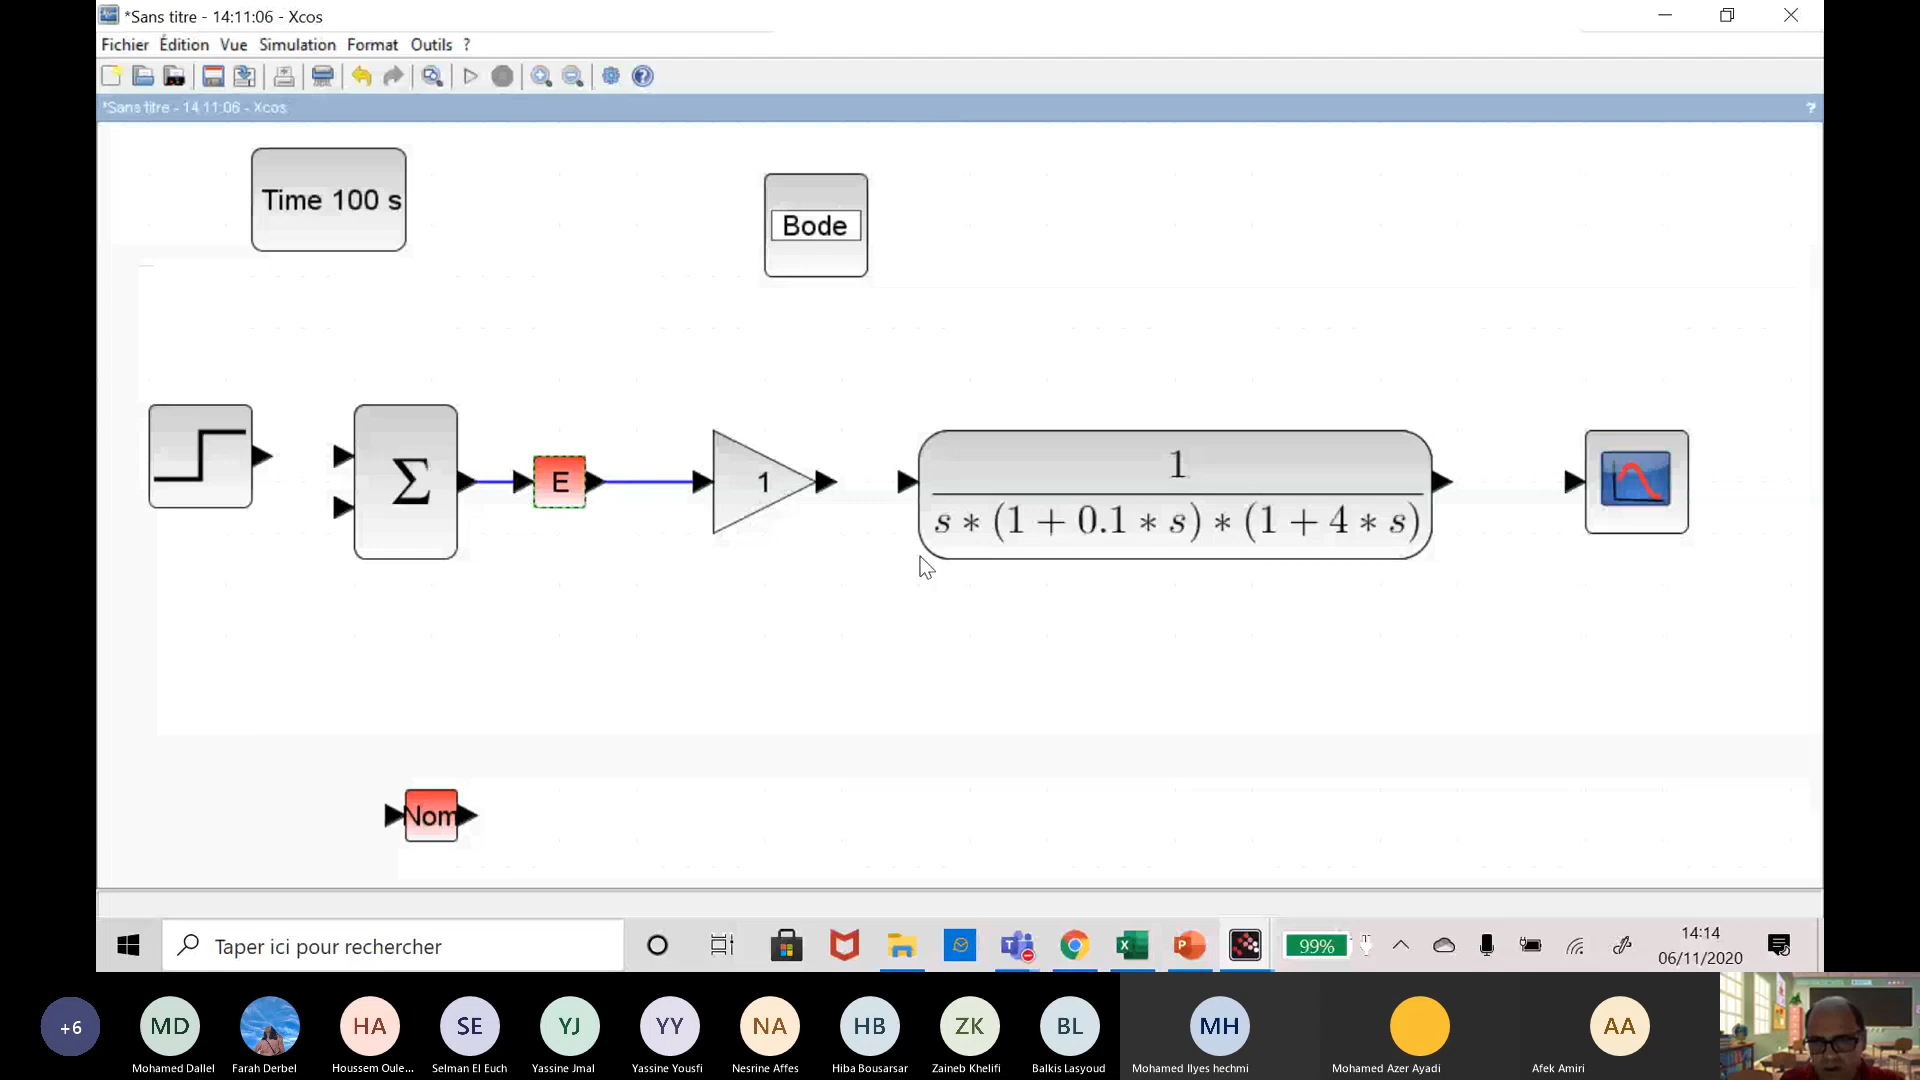 *Sans titre - 14:11:06 - Xcos
Fichier Édition Vue Simulation Format Outils ?
*Sans titre - 14:11:06 - Xcos ?
Time 100 s
Bode
Σ
E
1
1
s ∗ (1 + 0.1 ∗ s) ∗ (1 + 4 ∗ s)
Nom
Taper ici pour rechercher
99%
14:14
06/11/2020
+6
MD
HA
SE
YJ
YY
NA
HB
ZK
BL
MH
AA
Mohamed Dallel
Farah Derbel
Houssem Oule...
Selman El Euch
Yassine Jmal
Yassine Yousfi
Nesrine Affes
Hiba Bousarsar
Zaineb Khelifi
Balkis Lasyoud
Mohamed Ilyes hechmi
Mohamed Azer Ayadi
Afek Amiri